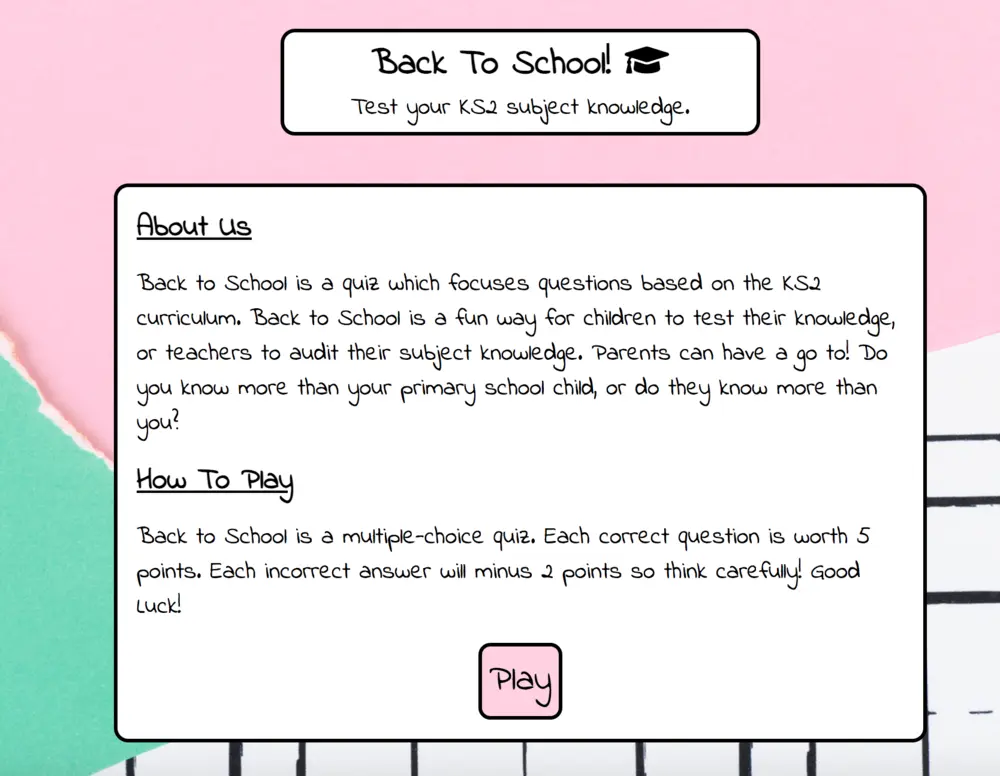 Back To School!
Test your KS2 subject knowledge.
About Us
Back to School is a quiz which focuses questions based on the KS2
curriculum. Back to School is a fun way for children to test their knowledge,
or teachers to audit their subject knowledge. Parents can have a go to! Do
you know more than your primary school child, or do they know more than
you?
How To Play
Back to School is a multiple-choice quiz. Each correct question is worth 5
points. Each incorrect answer will minus 2 points so think carefully! Good
Luck!
Play